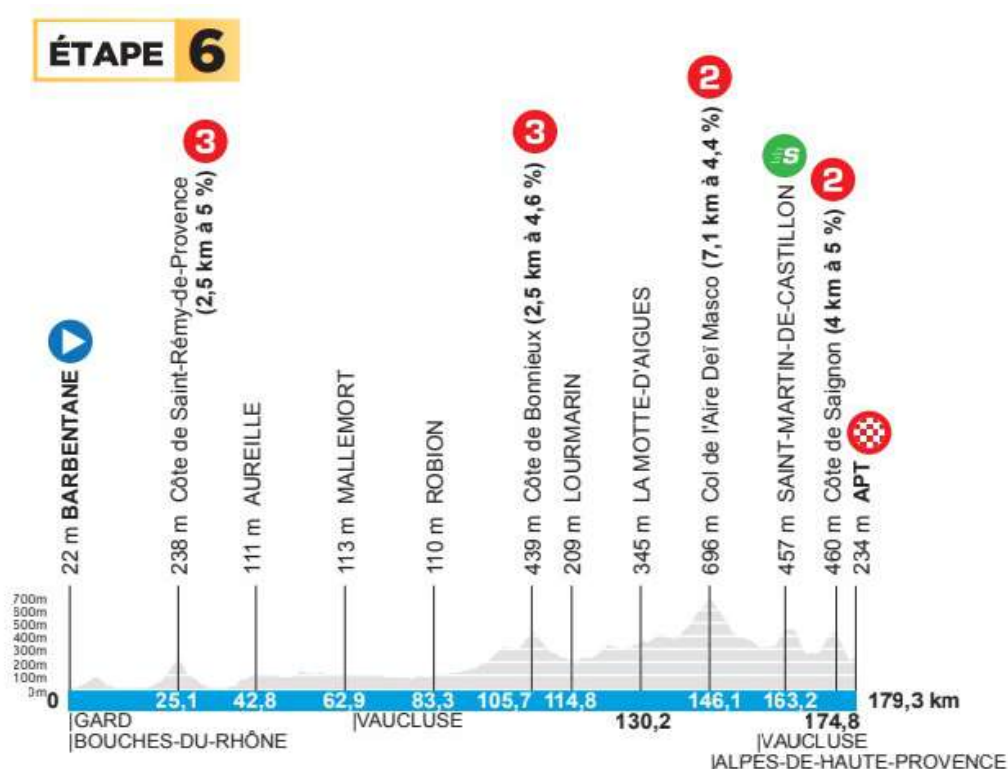 ÉTAPE 6
22 m BARBENTANE
238 m Côte de Saint-Rémy-de-Provence
(2,5 km à 5 %)
3
111 m AUREILLE
113 m MALLEMORT
110 m ROBION
439 m Côte de Bonnieux (2,5 km à 4,6 %)
3
209 m LOURMARIN
345 m LA MOTTE-D'AIGUES
696 m Col de l'Aire Deï Masco (7,1 km à 4,4 %)
2
457 m SAINT-MARTIN-DE-CASTILLON
S
460 m Côte de Saignon (4 km à 5 %)
2
234 m APT
700m
600m
500m
400m
300m
200m
100m
0m
0 25,1 42,8 62,9 83,3 105,7 114,8 130,2 146,1 163,2 174,8 179,3 km
|GARD
|BOUCHES-DU-RHÔNE
|VAUCLUSE
|VAUCLUSE
|ALPES-DE-HAUTE-PROVENCE